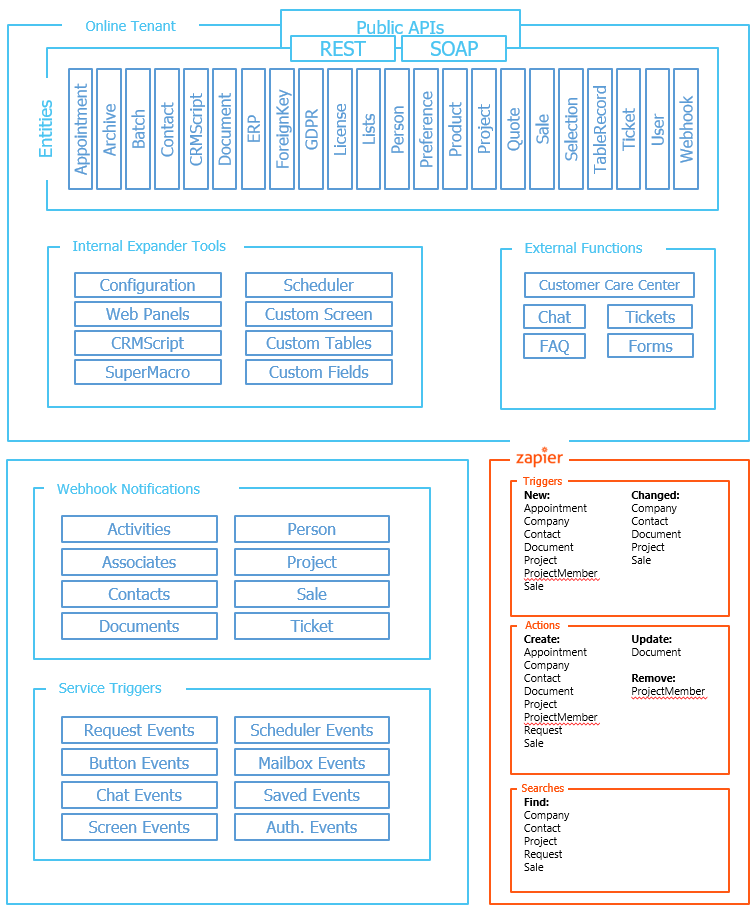 Online Tenant
Public APIs
REST SOAP
Entities
Appointment
Archive
Batch
Contact
CRMScript
Document
ERP
ForeignKey
GDPR
License
Lists
Person
Preference
Product
Project
Quote
Sale
Selection
TableRecord
Ticket
User
Webhook
Internal Expander Tools
Configuration Scheduler
Web Panels Custom Screen
CRMScript Custom Tables
SuperMacro Custom Fields
External Functions
Customer Care Center
Chat Tickets
FAQ Forms
Webhook Notifications
Activities Person
Associates Project
Contacts Sale
Documents Ticket
Service Triggers
Request Events Scheduler Events
Button Events Mailbox Events
Chat Events Saved Events
Screen Events Auth. Events
zapier
Triggers
New:
Appointment
Company
Contact
Document
Project
ProjectMember
Sale
Changed:
Company
Contact
Document
Project
Sale
Actions
Create:
Appointment
Company
Contact
Document
Project
ProjectMember
Request
Sale
Update:
Document
Remove:
ProjectMember
Searches
Find:
Company
Contact
Project
Request
Sale